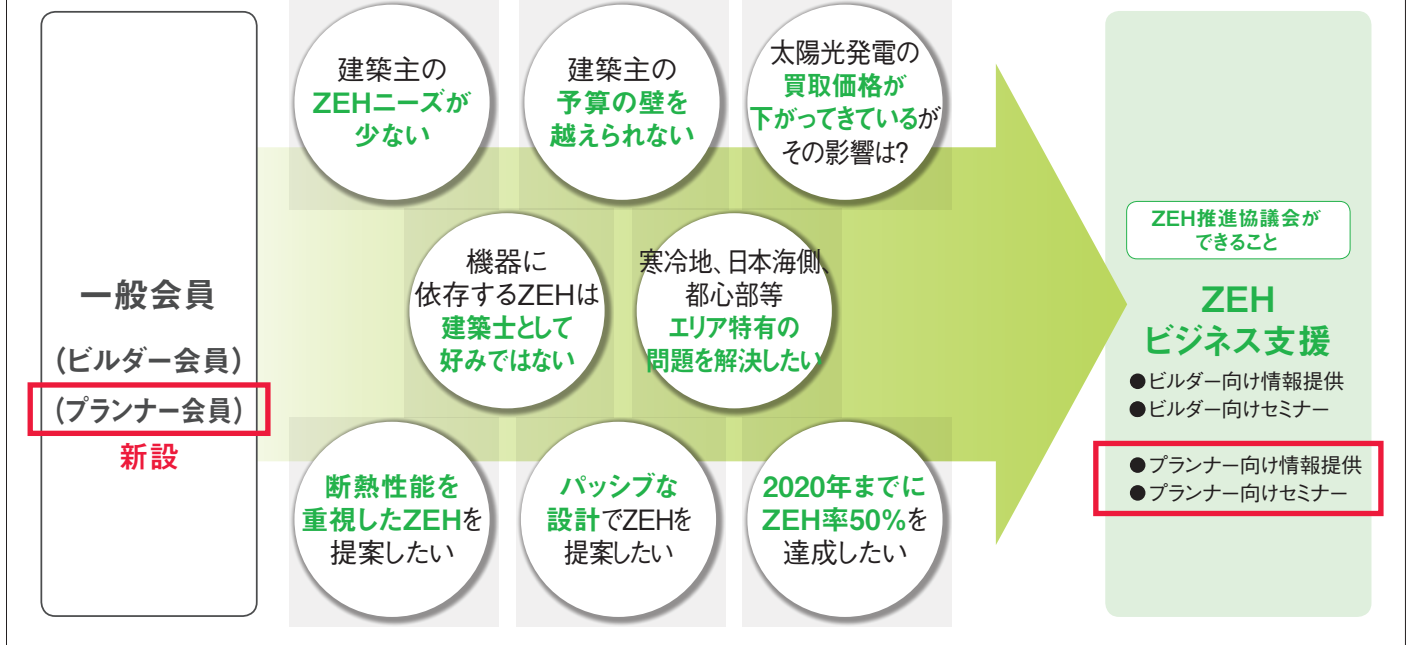 一般会員
(ビルダー会員)
(プランナー会員)
新設
建築主の
ZEHニーズが
少ない
建築主の
予算の壁を
越えられない
太陽光発電の
買取価格が
下がってきているが
その影響は?
機器に
依存するZEHは
建築士として
好みではない
寒冷地、日本海側、
都心部等
エリア特有の
問題を解決したい
断熱性能を
重視したZEHを
提案したい
パッシブな
設計でZEHを
提案したい
2020年までに
ZEH率50%を
達成したい
ZEH推進協議会が
できること
ZEH
ビジネス支援
●ビルダー向け情報提供
●ビルダー向けセミナー
●プランナー向け情報提供
●プランナー向けセミナー